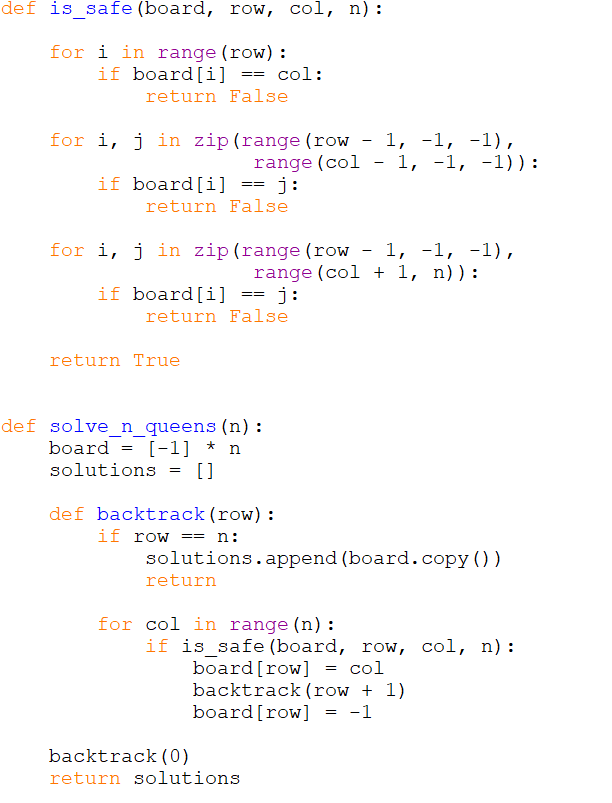 def is_safe(board, row, col, n):

    for i in range(row):
        if board[i] == col:
            return False

    for i, j in zip(range(row - 1, -1, -1),
                     range(col - 1, -1, -1)):
        if board[i] == j:
            return False

    for i, j in zip(range(row - 1, -1, -1),
                     range(col + 1, n)):
        if board[i] == j:
            return False

    return True


def solve_n_queens(n):
    board = [-1] * n
    solutions = []

    def backtrack(row):
        if row == n:
            solutions.append(board.copy())
            return

        for col in range(n):
            if is_safe(board, row, col, n):
                board[row] = col
                backtrack(row + 1)
                board[row] = -1

    backtrack(0)
    return solutions